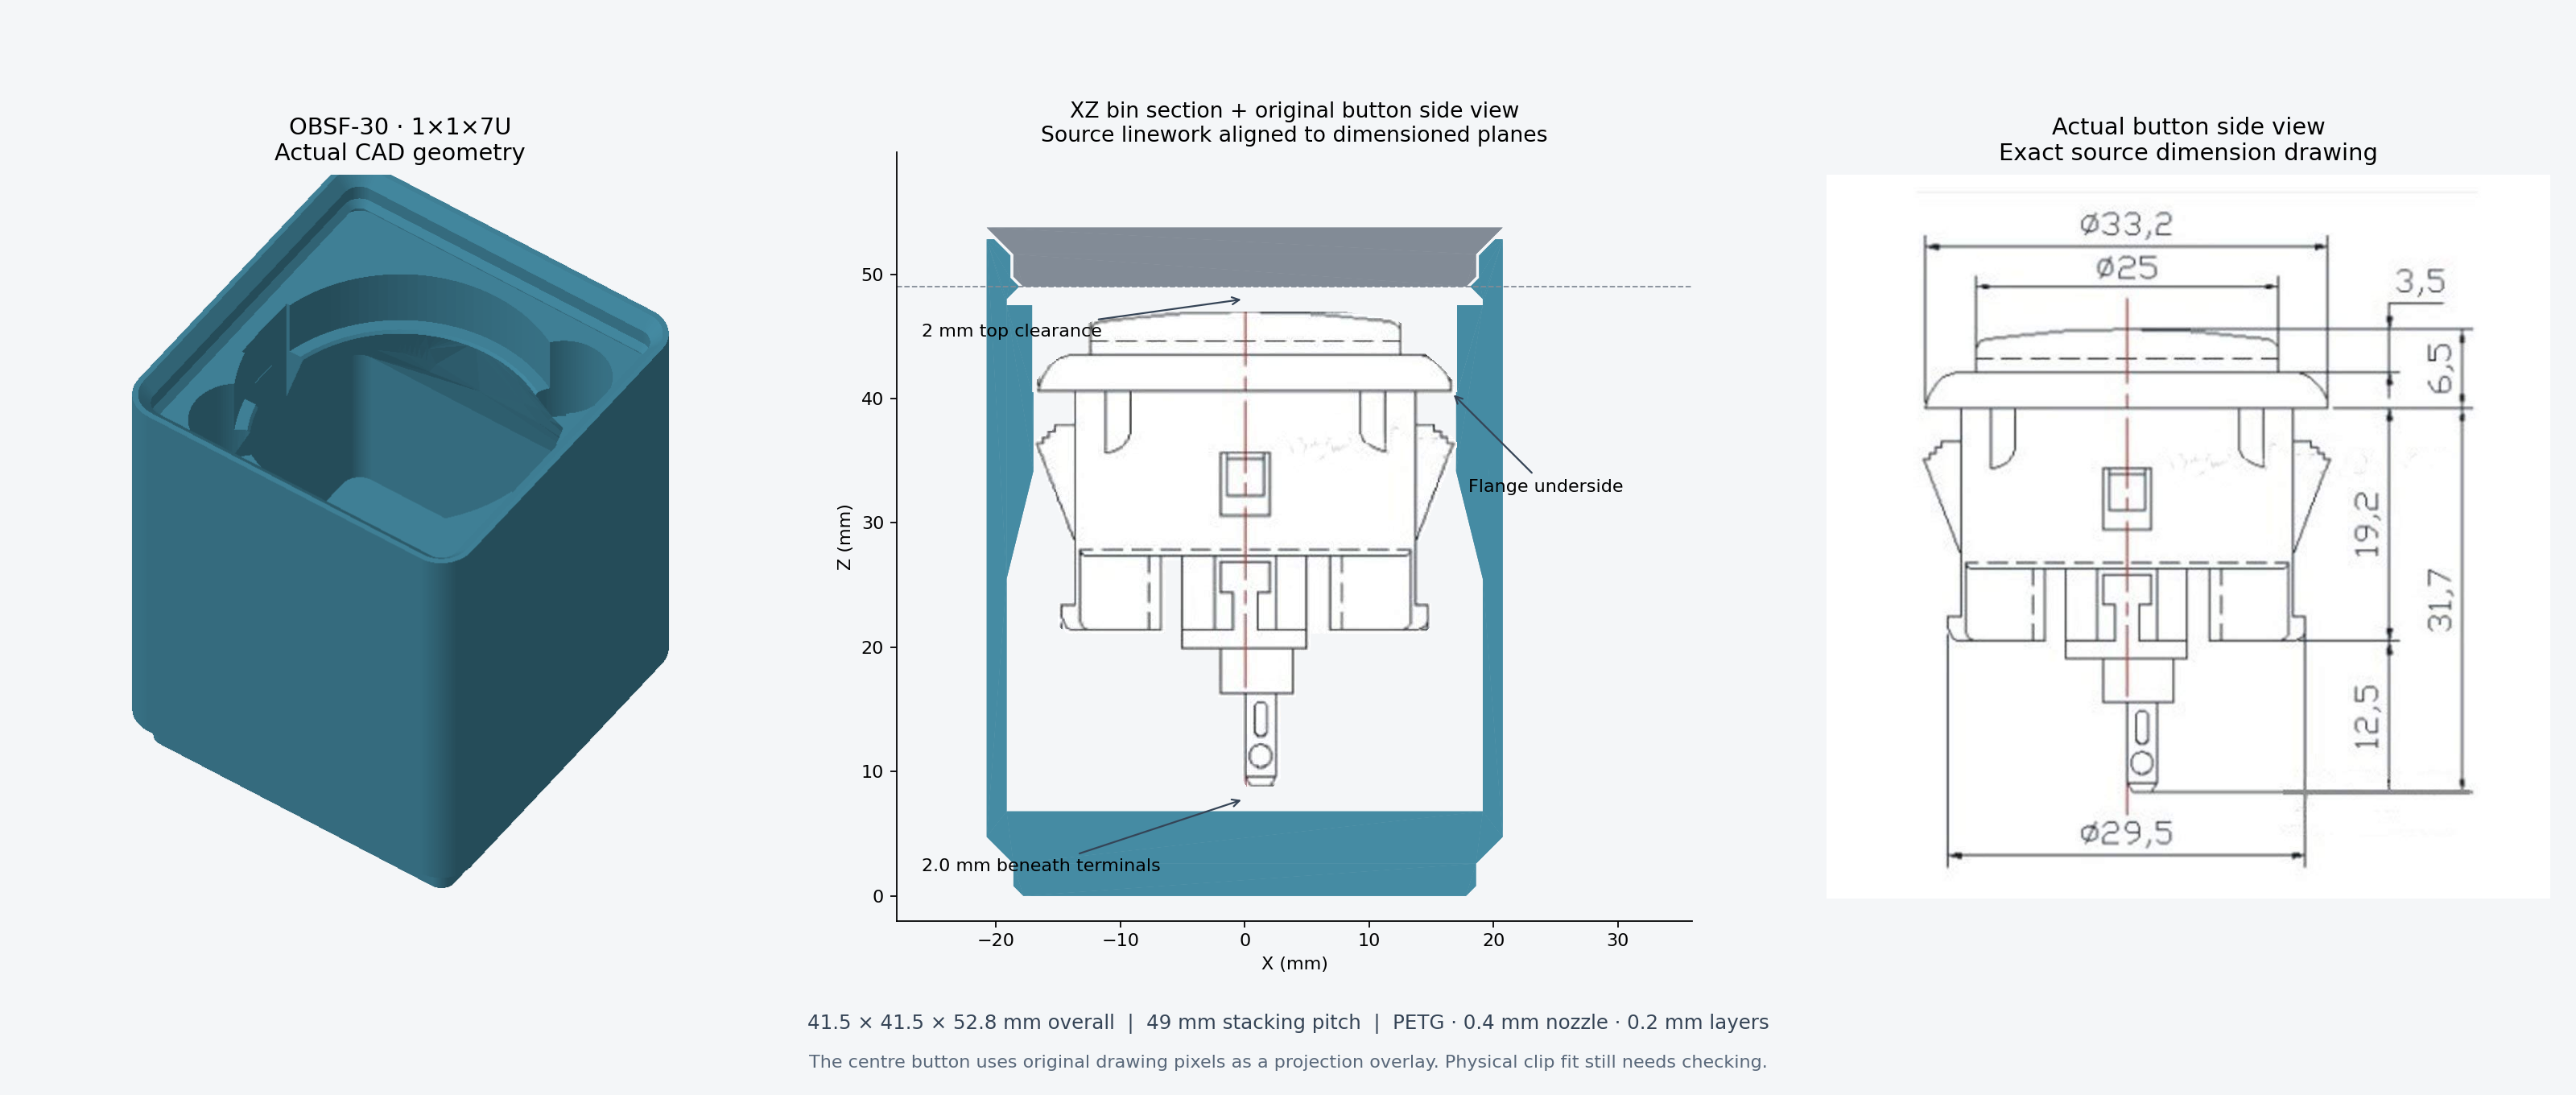 OBSF-30 · 1×1×7U
Actual CAD geometry
XZ bin section + original button side view
Source linework aligned to dimensioned planes
Z (mm)
50
40
30
20
10
0
2 mm top clearance
Flange underside
2.0 mm beneath terminals
−20
−10
0
10
20
30
X (mm)
Actual button side view
Exact source dimension drawing
ø33,2
ø25
3,5
6,5
19,2
31,7
12,5
ø29,5
41.5 × 41.5 × 52.8 mm overall | 49 mm stacking pitch | PETG · 0.4 mm nozzle · 0.2 mm layers
The centre button uses original drawing pixels as a projection overlay. Physical clip fit still needs checking.